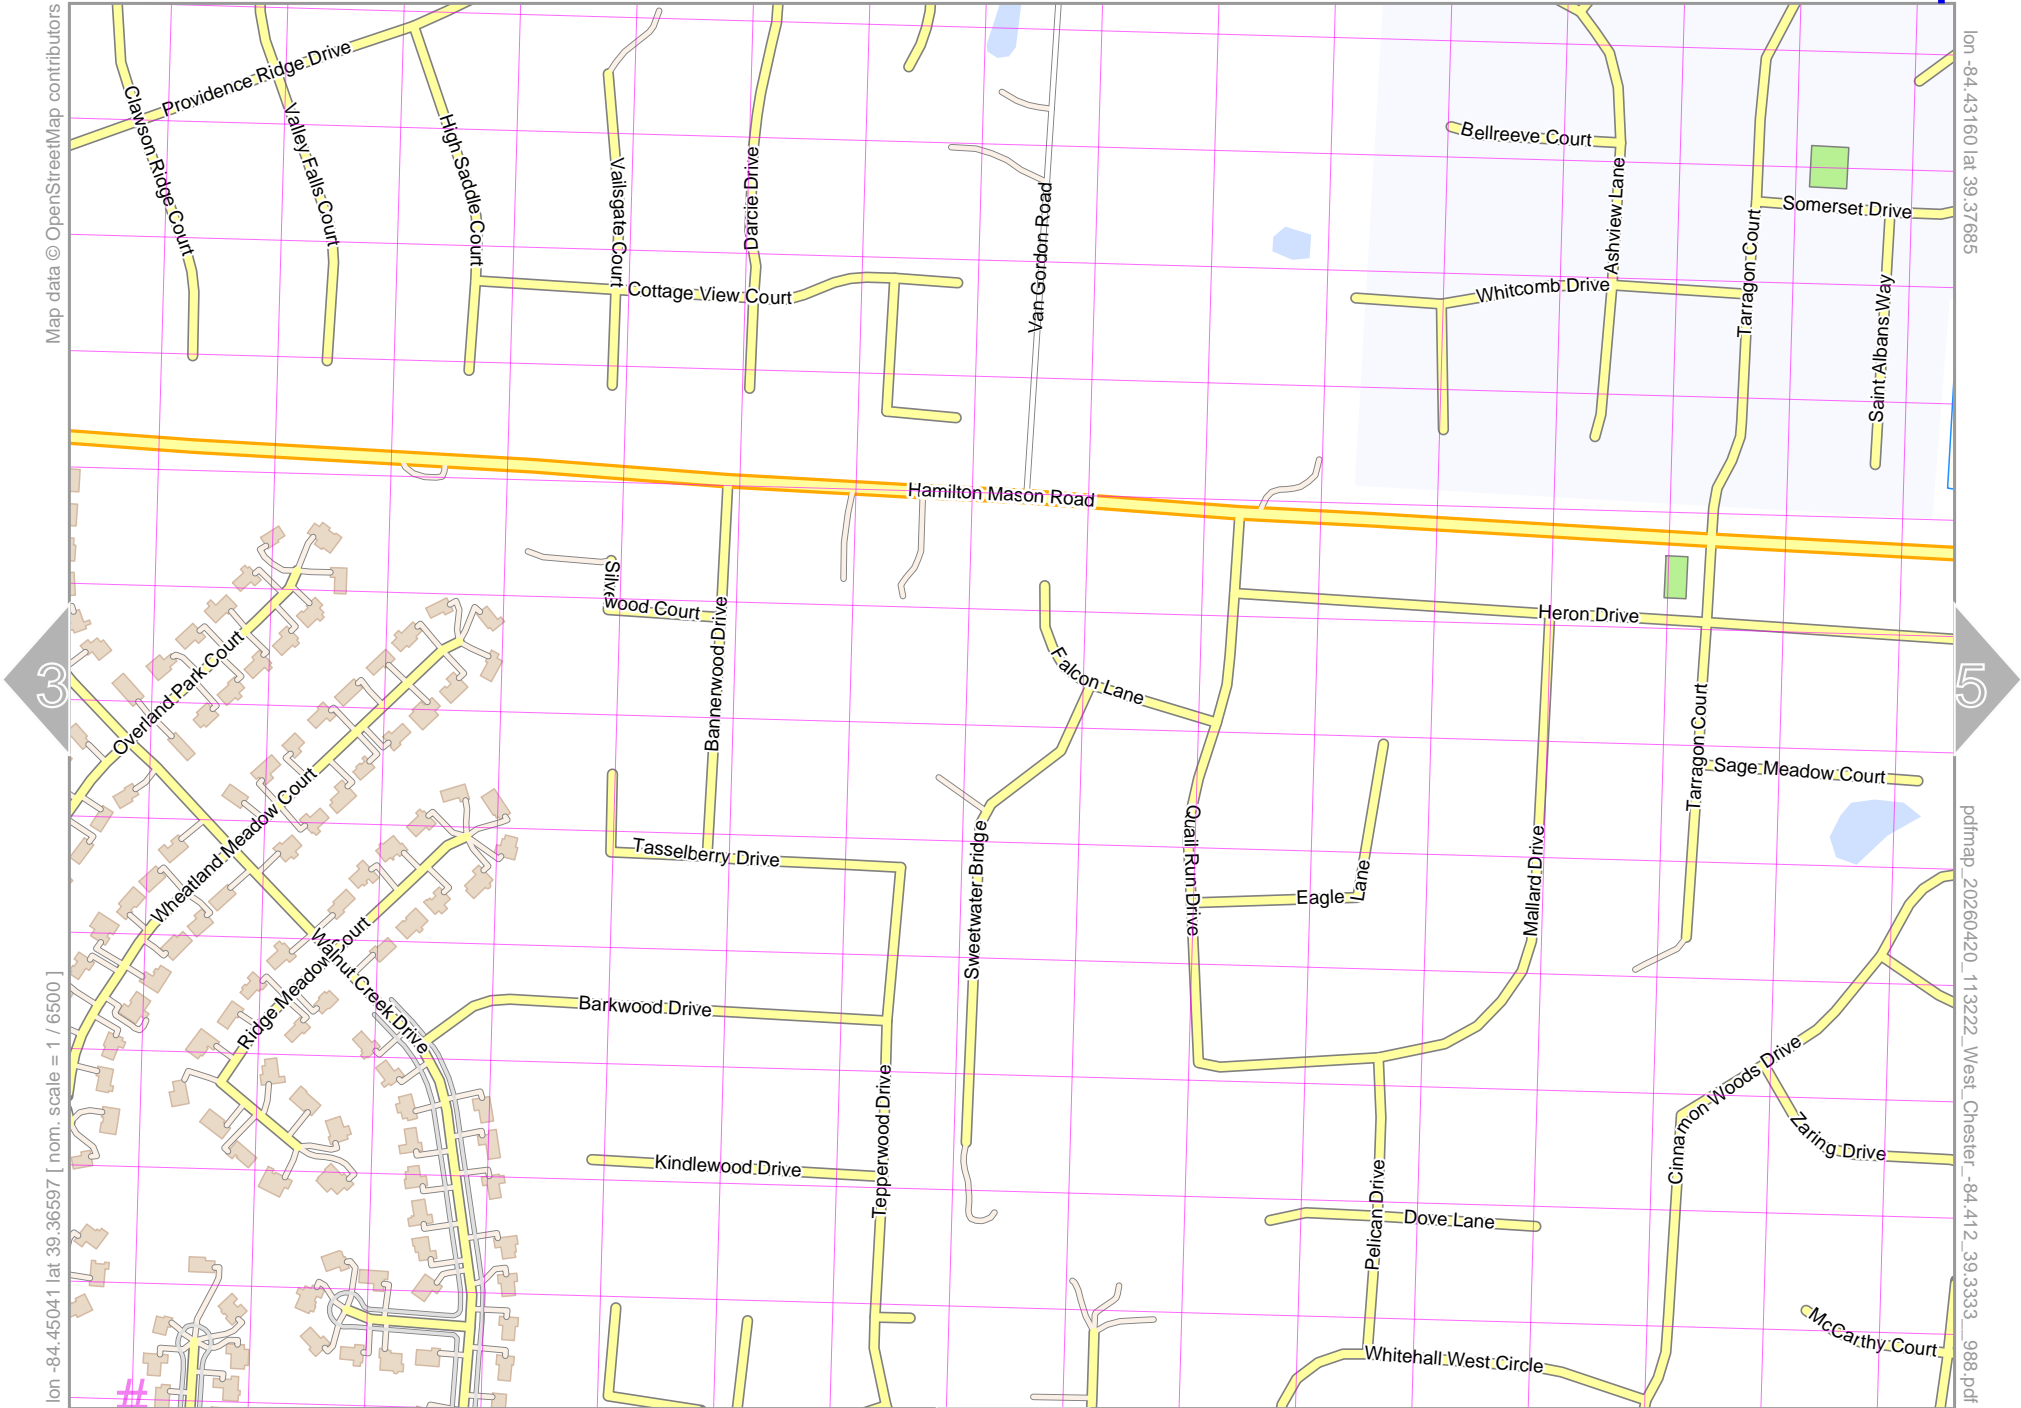 Map data © OpenStreetMap contributors
lon -84.43160 lat 39.37685
Providence Ridge Drive
Clawson Ridge Court
Valley Falls Court
High Saddle Court
Vailsgate Court
Darcie Drive
Van Gordon Road
Cottage View Court
Bellreeve Court
Ashview Lane
Somerset Drive
Tarragon Court
Whitcomb Drive
Saint Albans Way
Hamilton Mason Road
Silve
wood Court
Bannerwood Drive
Heron Drive
Falcon Lane
Overland Park Court
3
5
Wheatland Meadow Court
Tarragon Court
Sage Meadow Court
Tasselberry Drive
Sweetwater Bridge
Quail Run Drive
Eagle
Lane
Mallard Drive
Walnut Creek Drive
Ridge Meadow Court
Barkwood Drive
Tepperwood Drive
Kindlewood Drive
Cinnamon Woods Drive
Zaring Drive
Pelican Drive
Dove Lane
McCarthy Court
Whitehall West Circle
lon -84.45041 lat 39.36597 [ nom. scale = 1 / 6500 ]
pdfmap_20260420_113222_West_Chester_-84.412_39.3333__988.pdf
#